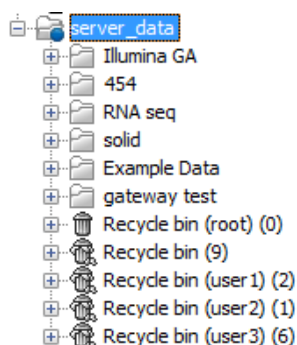 server_data
Illumina GA
454
RNA seq
solid
Example Data
gateway test
Recycle bin (root) (0)
Recycle bin (9)
Recycle bin (user1) (2)
Recycle bin (user2) (1)
Recycle bin (user3) (6)